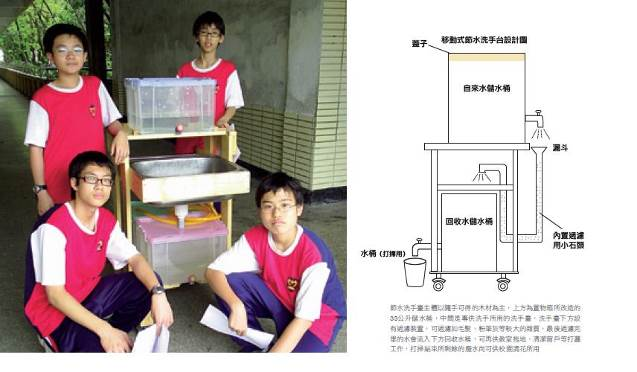 移動式節水洗手台設計圖
蓋子
自來水儲水桶
漏斗
回收水儲水桶
內置過濾
用小石頭
水桶（打掃用）
節水洗手臺主體以隨手可得的木材為主，上方為置物箱所改造的
33公升儲水桶，中間是專供洗手所用的洗手臺，洗手臺下方設
有過濾裝置，可過濾如毛髮、粉筆灰等較大的雜質，最後過濾完
畢的水會流入下方回收水桶，可再供教室拖地、清潔窗戶等打掃
工作，打掃結束所剩餘的廢水尚可供校園澆花所用